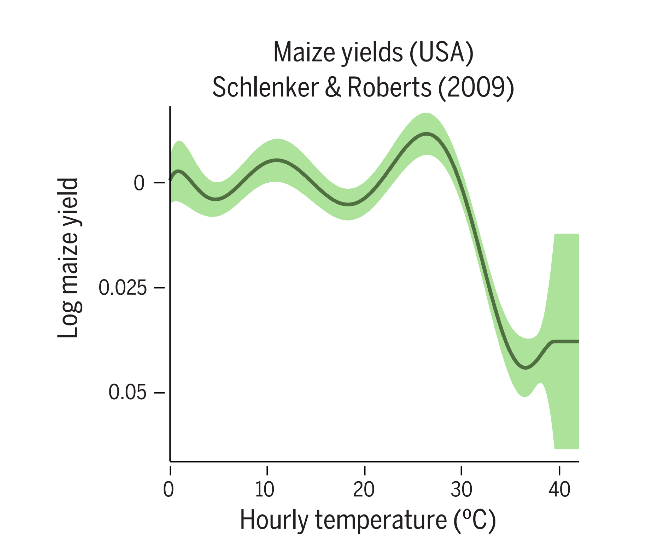 Maize yields (USA)
Schlenker & Roberts (2009)
Log maize yield
0
0.025
0.05
0 10 20 30 40
Hourly temperature (ºC)